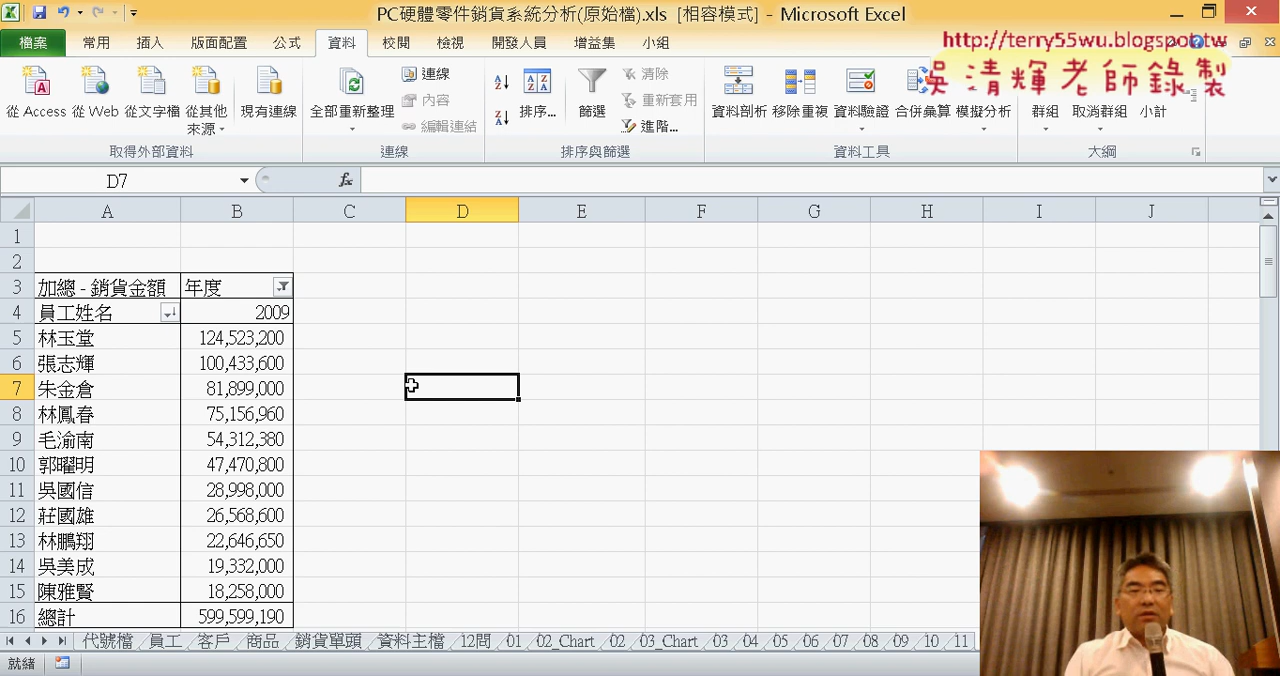 PC硬體零件銷貨系統分析(原始檔).xls [相容模式] - Microsoft Excel
檔案 常用 插入 版面配置 公式 資料 校閱 檢視 開發人員 增益集 小組
http://terry55wu.blogspot.tw
吳清輝老師錄製
從 Access 從 Web 從文字檔 從其他來源 現有連線 全部重新整理 連線 內容 編輯連結 排序... 篩選 清除 重新套用 進階... 資料剖析 移除重複 資料驗證 合併彙算 模擬分析 群組 取消群組 小計
取得外部資料 連線 排序與篩選 資料工具 大綱
D7 fx
A B C D E F G H I J
1
2
3 加總 - 銷貨金額 年度
4 員工姓名 2009
5 林玉堂 124,523,200
6 張志輝 100,433,600
7 朱金倉 81,899,000
8 林鳳春 75,156,960
9 毛渝南 54,312,380
10 郭曜明 47,470,800
11 吳國信 28,998,000
12 莊國雄 26,568,600
13 林鵬翔 22,646,650
14 吳美成 19,332,000
15 陳雅賢 18,258,000
16 總計 599,599,190
代號檔 員工 客戶 商品 銷貨單頭 資料主檔 12問 01 02_Chart 02 03_Chart 03 04 05 06 07 08 09 10 11
就緒